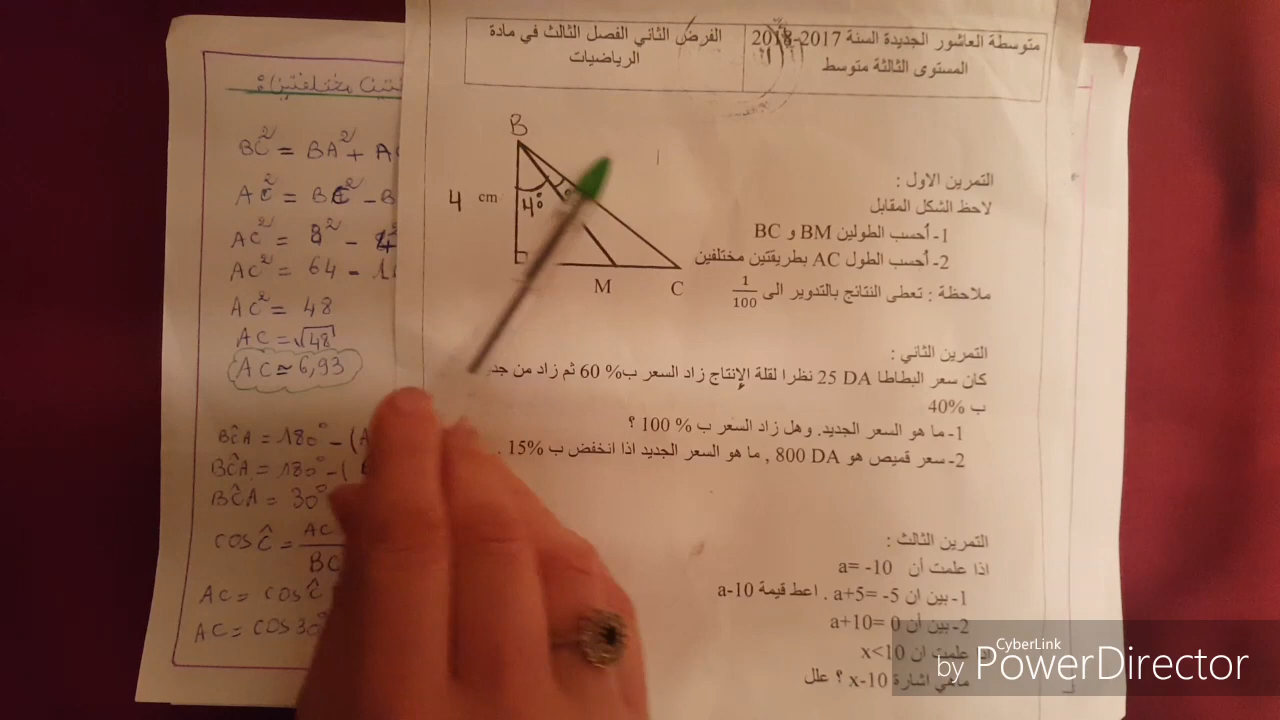 متوسطة العاشور الجديدة السنة 2017-2018
المستوى الثالثة متوسط
الفرض الثاني الفصل الثالث في مادة
الرياضيات
B
4 cm
M
C
التمرين الاول :
لاحظ الشكل المقابل
1- أحسب الطولين BM و BC
2- أحسب الطول AC بطريقتين مختلفتين
ملاحظة : تعطى النتائج بالتدوير الى 1/100
التمرين الثاني :
كان سعر البطاطا 25 DA نظرا لقلة الإنتاج زاد السعر ب% 60 ثم زاد من
ب %40
1- ما هو السعر الجديد. وهل زاد السعر ب % 100 ؟
2- سعر قميص هو 800 DA , ما هو السعر الجديد اذا انخفض ب %15 .
التمرين الثالث :
اذا علمت أن a= -10
1- بين ان a+5= -5 . اعط قيمة a-10
2- بين أن a+10= 0
علمت ان x<10
اشارة x-10 ؟ علل
مختلفتين:
BC² = BA² +
AC² = BC² -
AC² = 8² - 4²
AC² = 64 -
AC² = 48
AC = √48
AC ≃ 6,93
BĈA = 180° - (
BĈA = 180° - (
BĈA = 30°
cos Ĉ = AC/BC
AC = cos Ĉ
AC = cos 30°
CyberLink
by PowerDirector